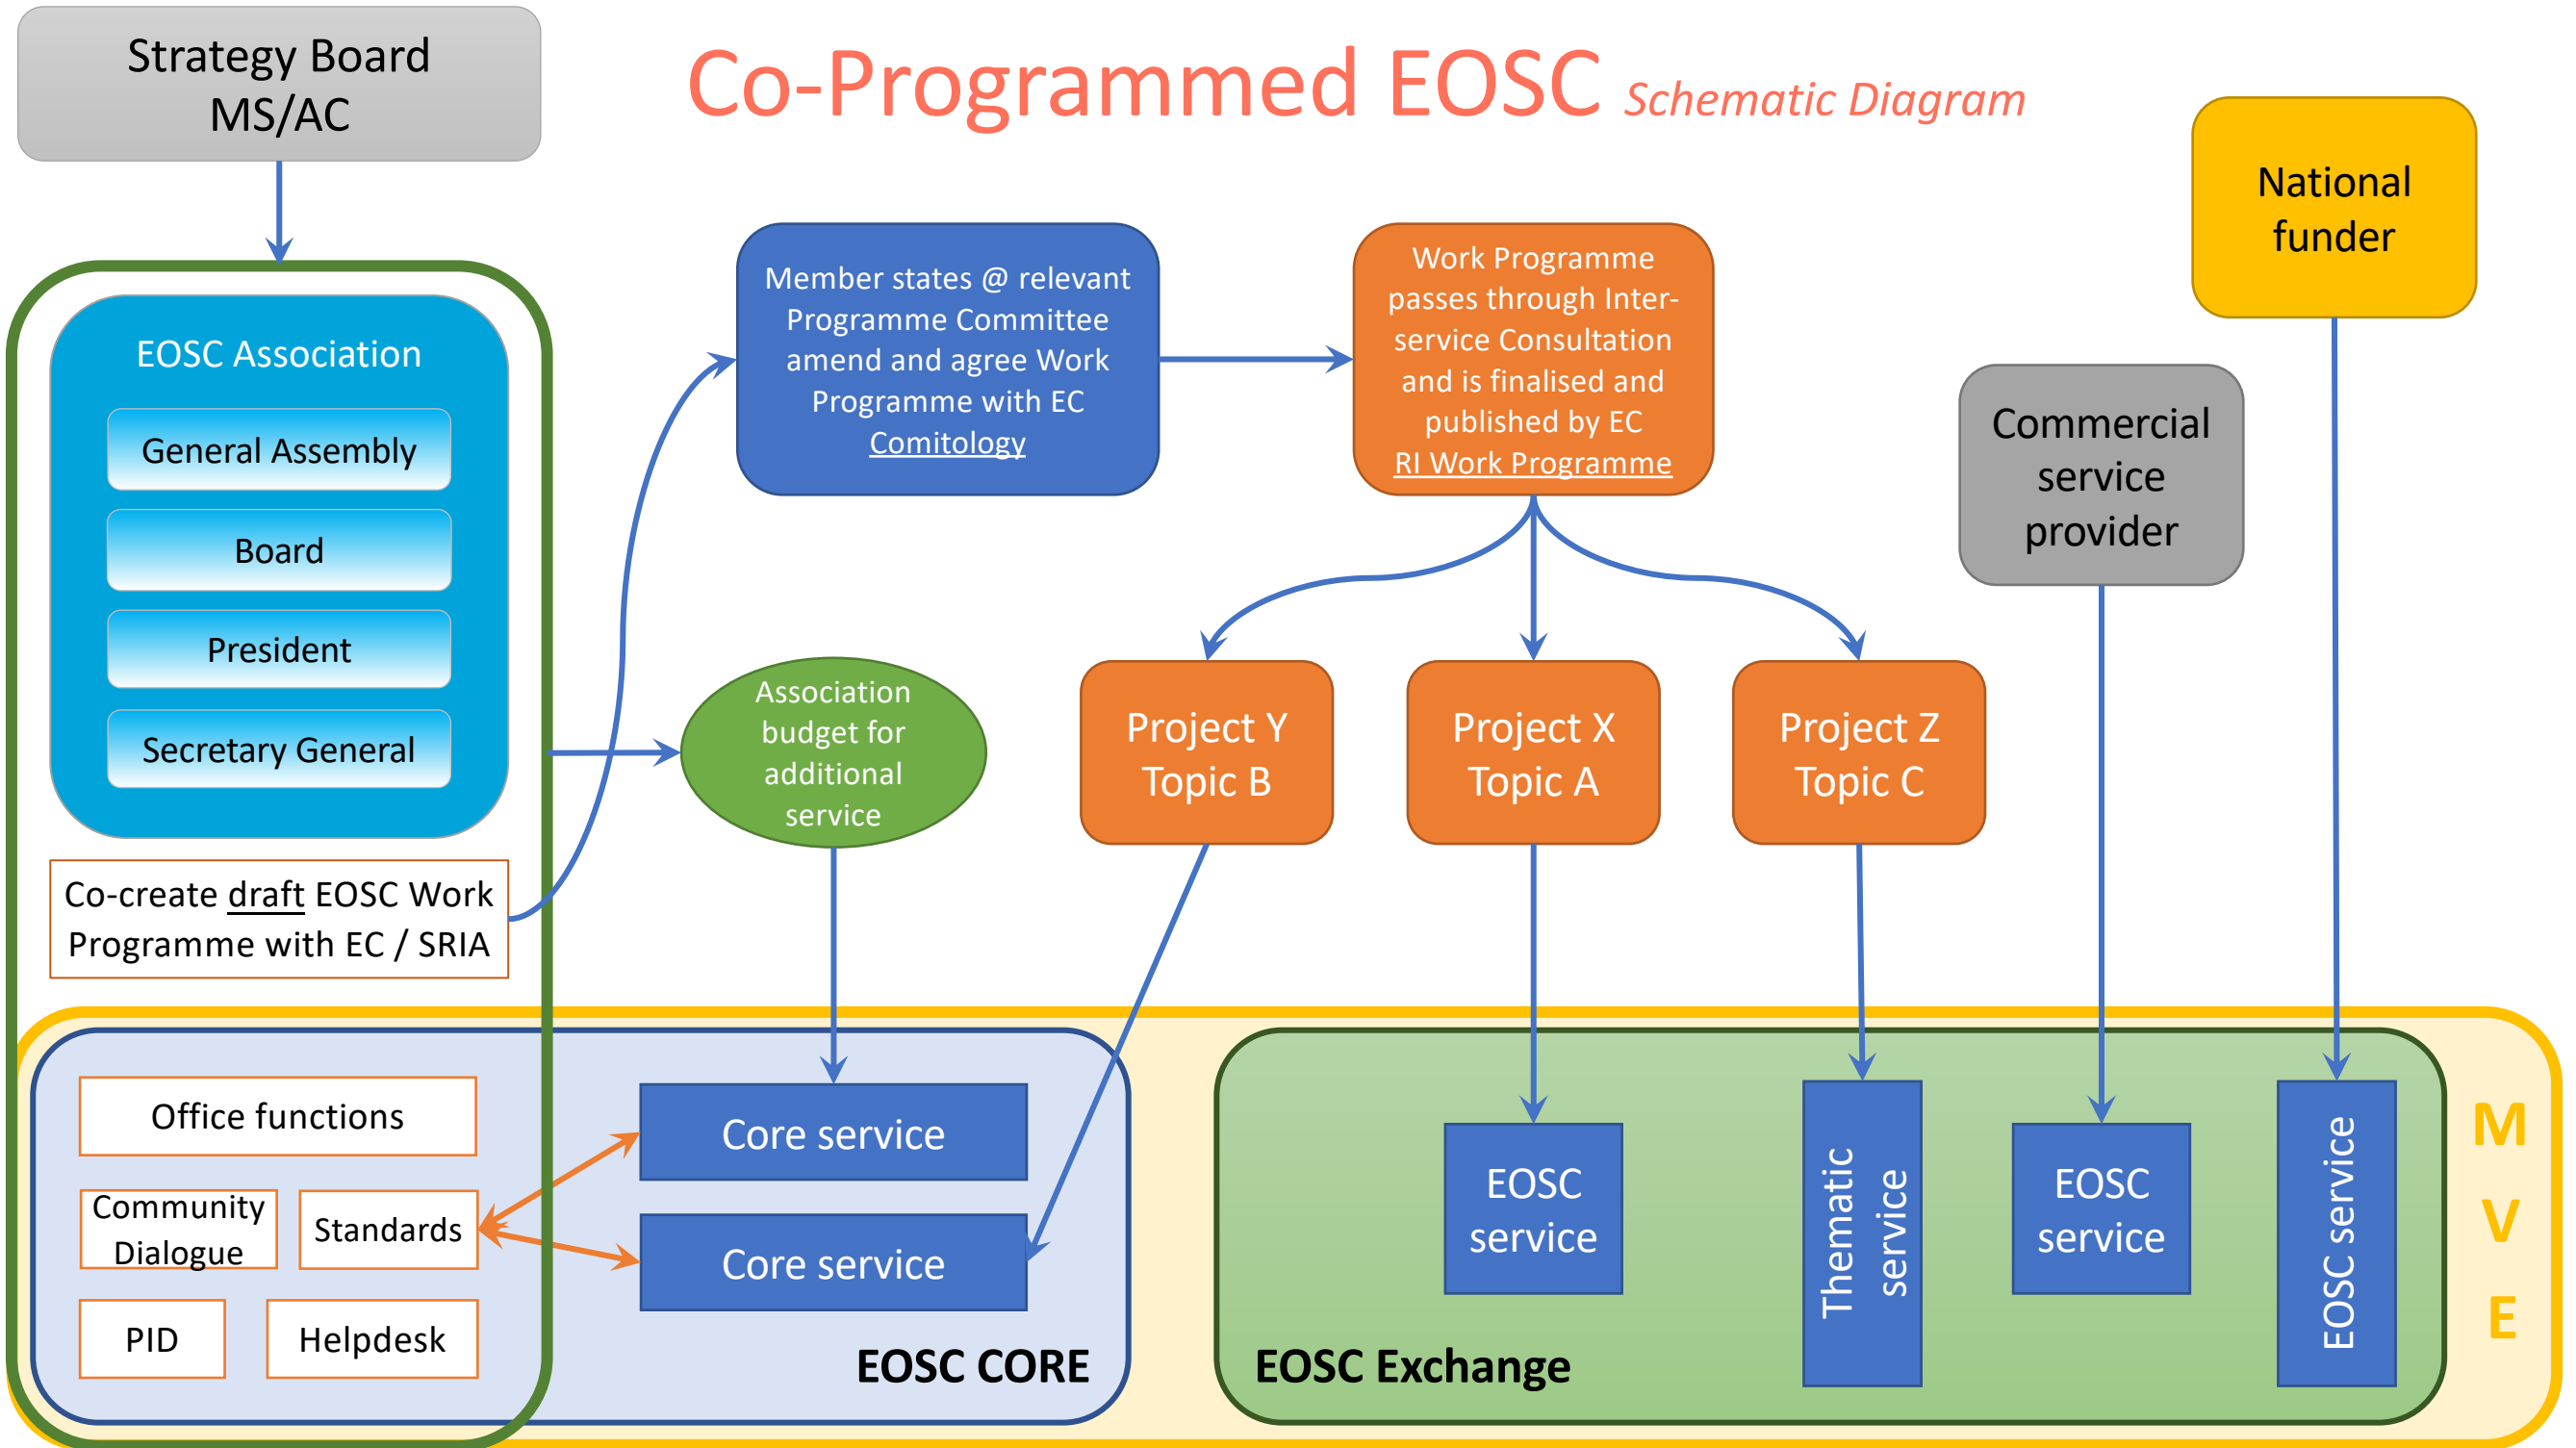 Strategy Board
MS/AC
Co-Programmed EOSC Schematic Diagram
National
funder
Member states @ relevant
Programme Committee
amend and agree Work
Programme with EC
Comitology
Work Programme
passes through Inter-
service Consultation
and is finalised and
published by EC
RI Work Programme
Commercial
service
provider
EOSC Association
General Assembly
Board
President
Secretary General
Association
budget for
additional
service
Project Y
Topic B
Project X
Topic A
Project Z
Topic C
Co-create draft EOSC Work
Programme with EC / SRIA
Office functions
Community
Dialogue
Standards
PID
Helpdesk
Core service
Core service
EOSC CORE
EOSC Exchange
EOSC
service
Thematic
service
EOSC
service
EOSC service
M
V
E